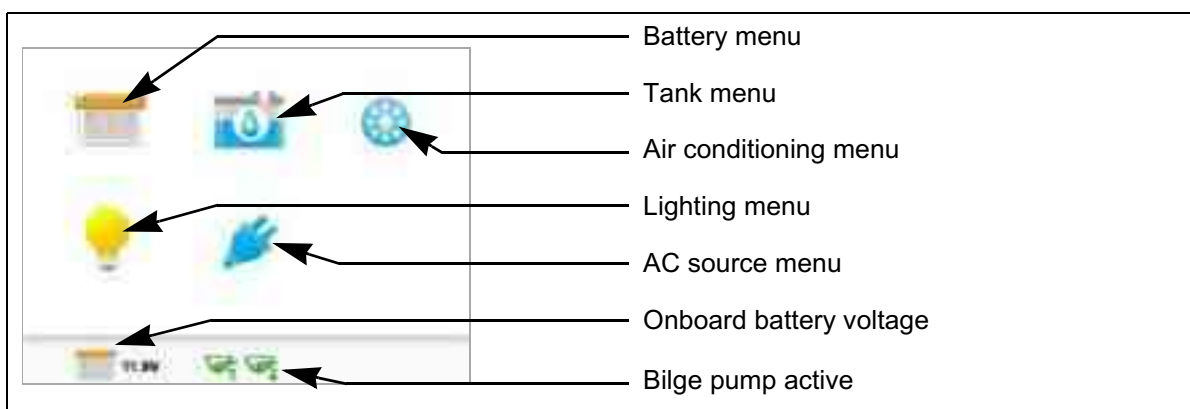 Battery menu
Tank menu
Air conditioning menu
Lighting menu
AC source menu
Onboard battery voltage
Bilge pump active